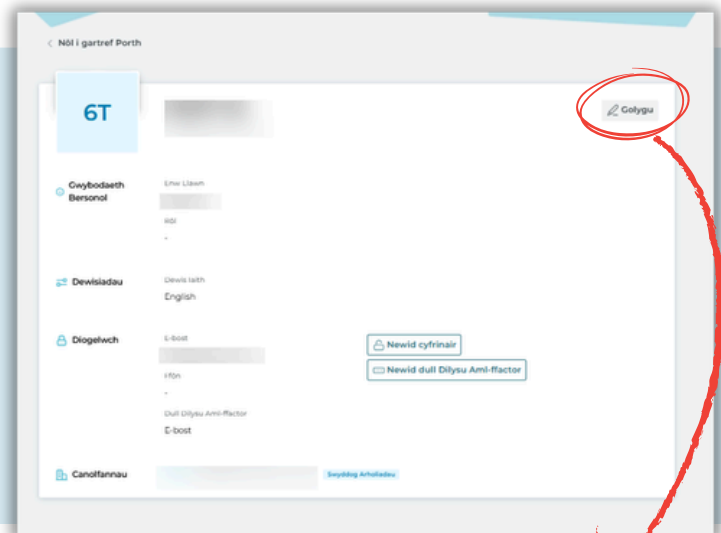 Nôl i gartref Porth
6T
Golygu
Gwybodaeth
Bersonol
Enw Llawn
Rôl
-
Dewisiadau
Dewis Iaith
English
Diogelwch
E-bost
Newid cyfrinair
Newid dull Dilysu Aml-ffactor
Ffôn
-
Dull Dilysu Aml-ffactor
E-bost
Canolfannau
Swyddog Arholiadau